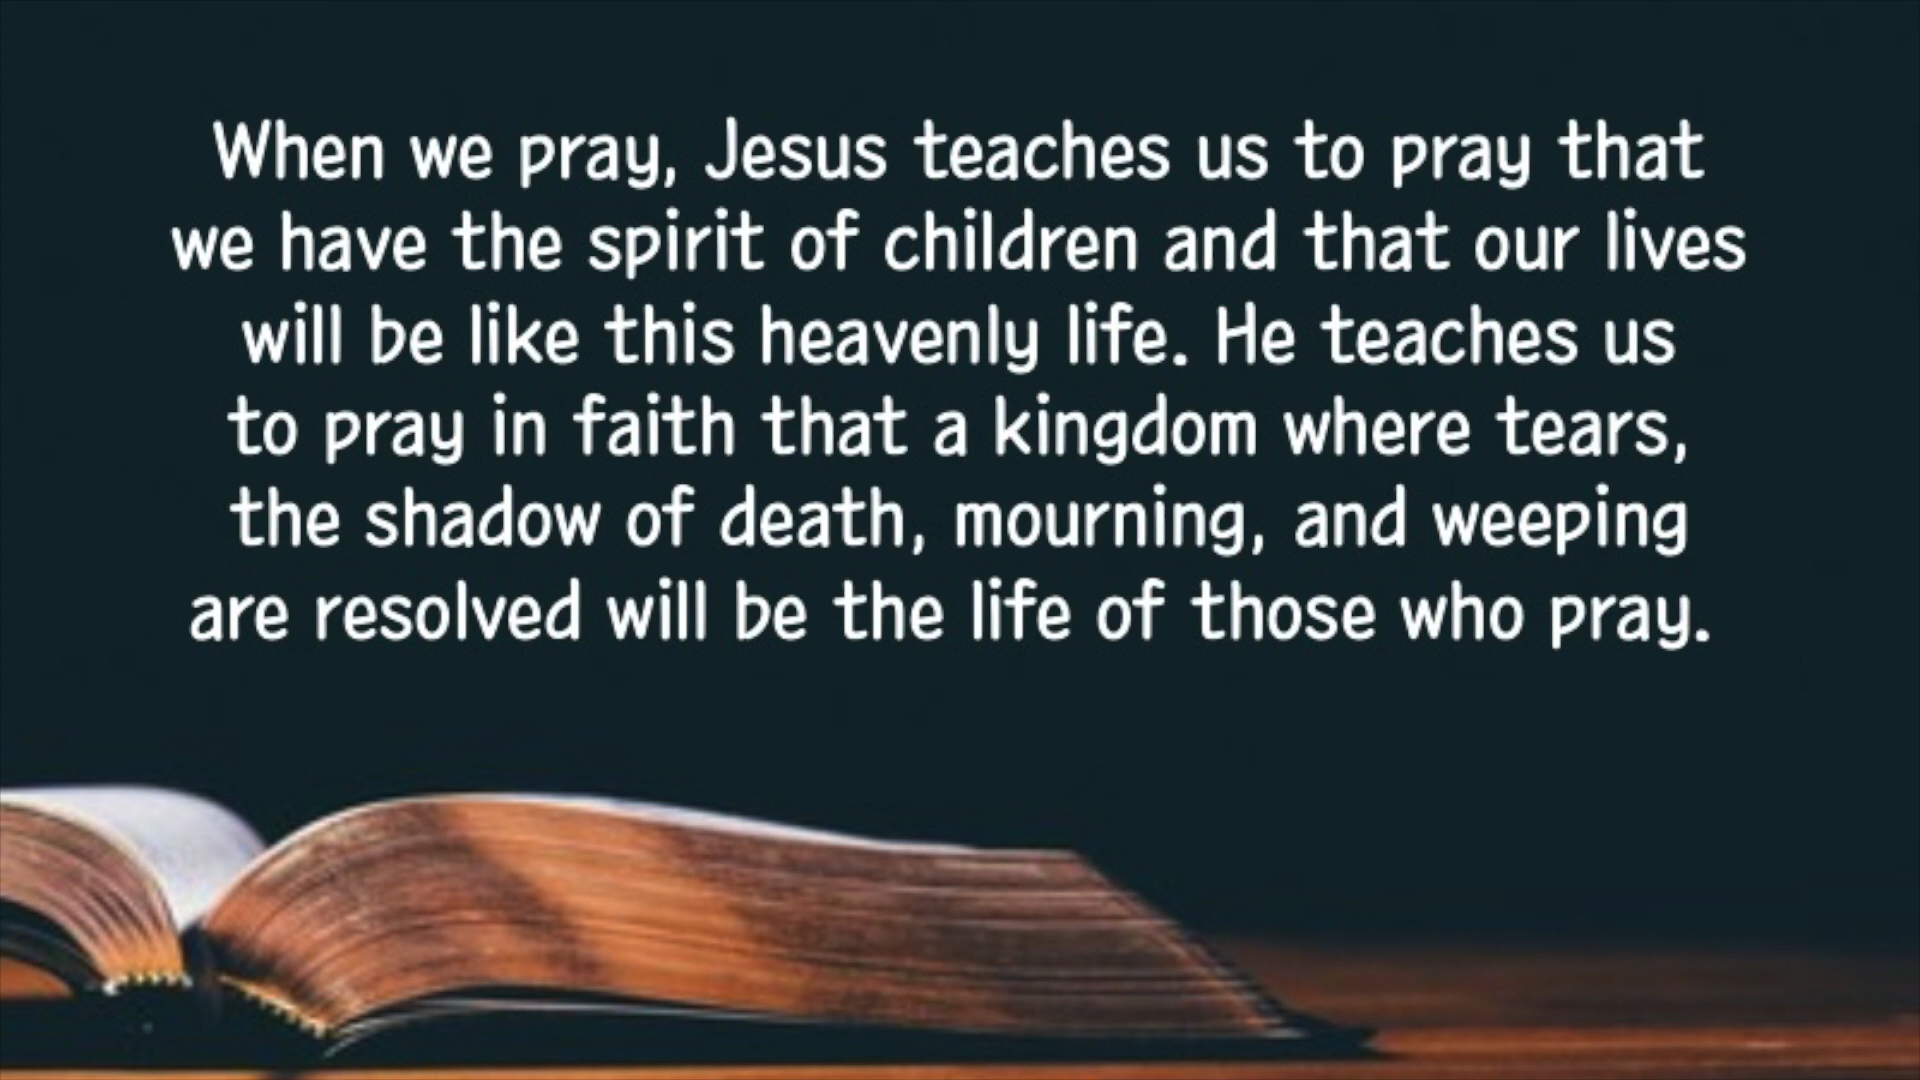 When we pray, Jesus teaches us to pray that
we have the spirit of children and that our lives
will be like this heavenly life. He teaches us
to pray in faith that a kingdom where tears,
the shadow of death, mourning, and weeping
are resolved will be the life of those who pray.